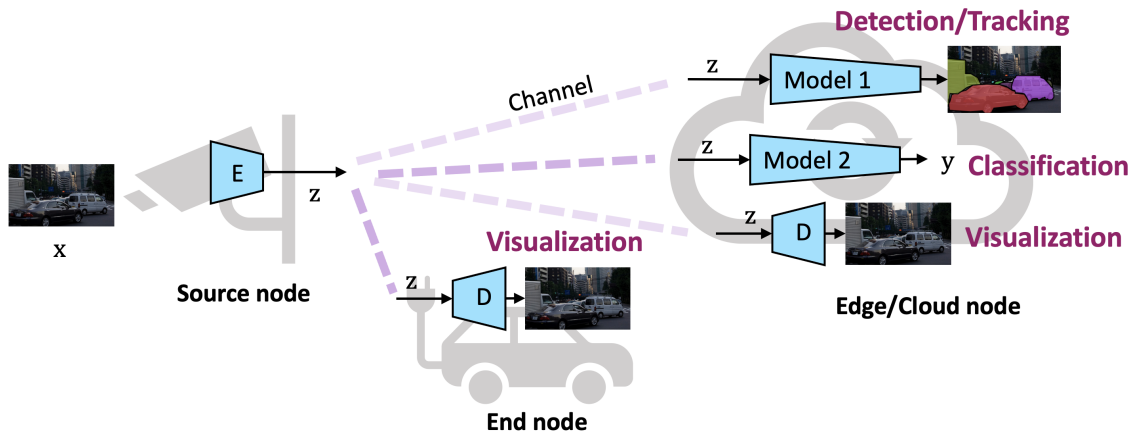 Detection/Tracking
z
Model 1
Channel
E
z
z
Model 2
y
Classification
x
z
D
Visualization
Visualization
Source node
z
D
Edge/Cloud node
End node